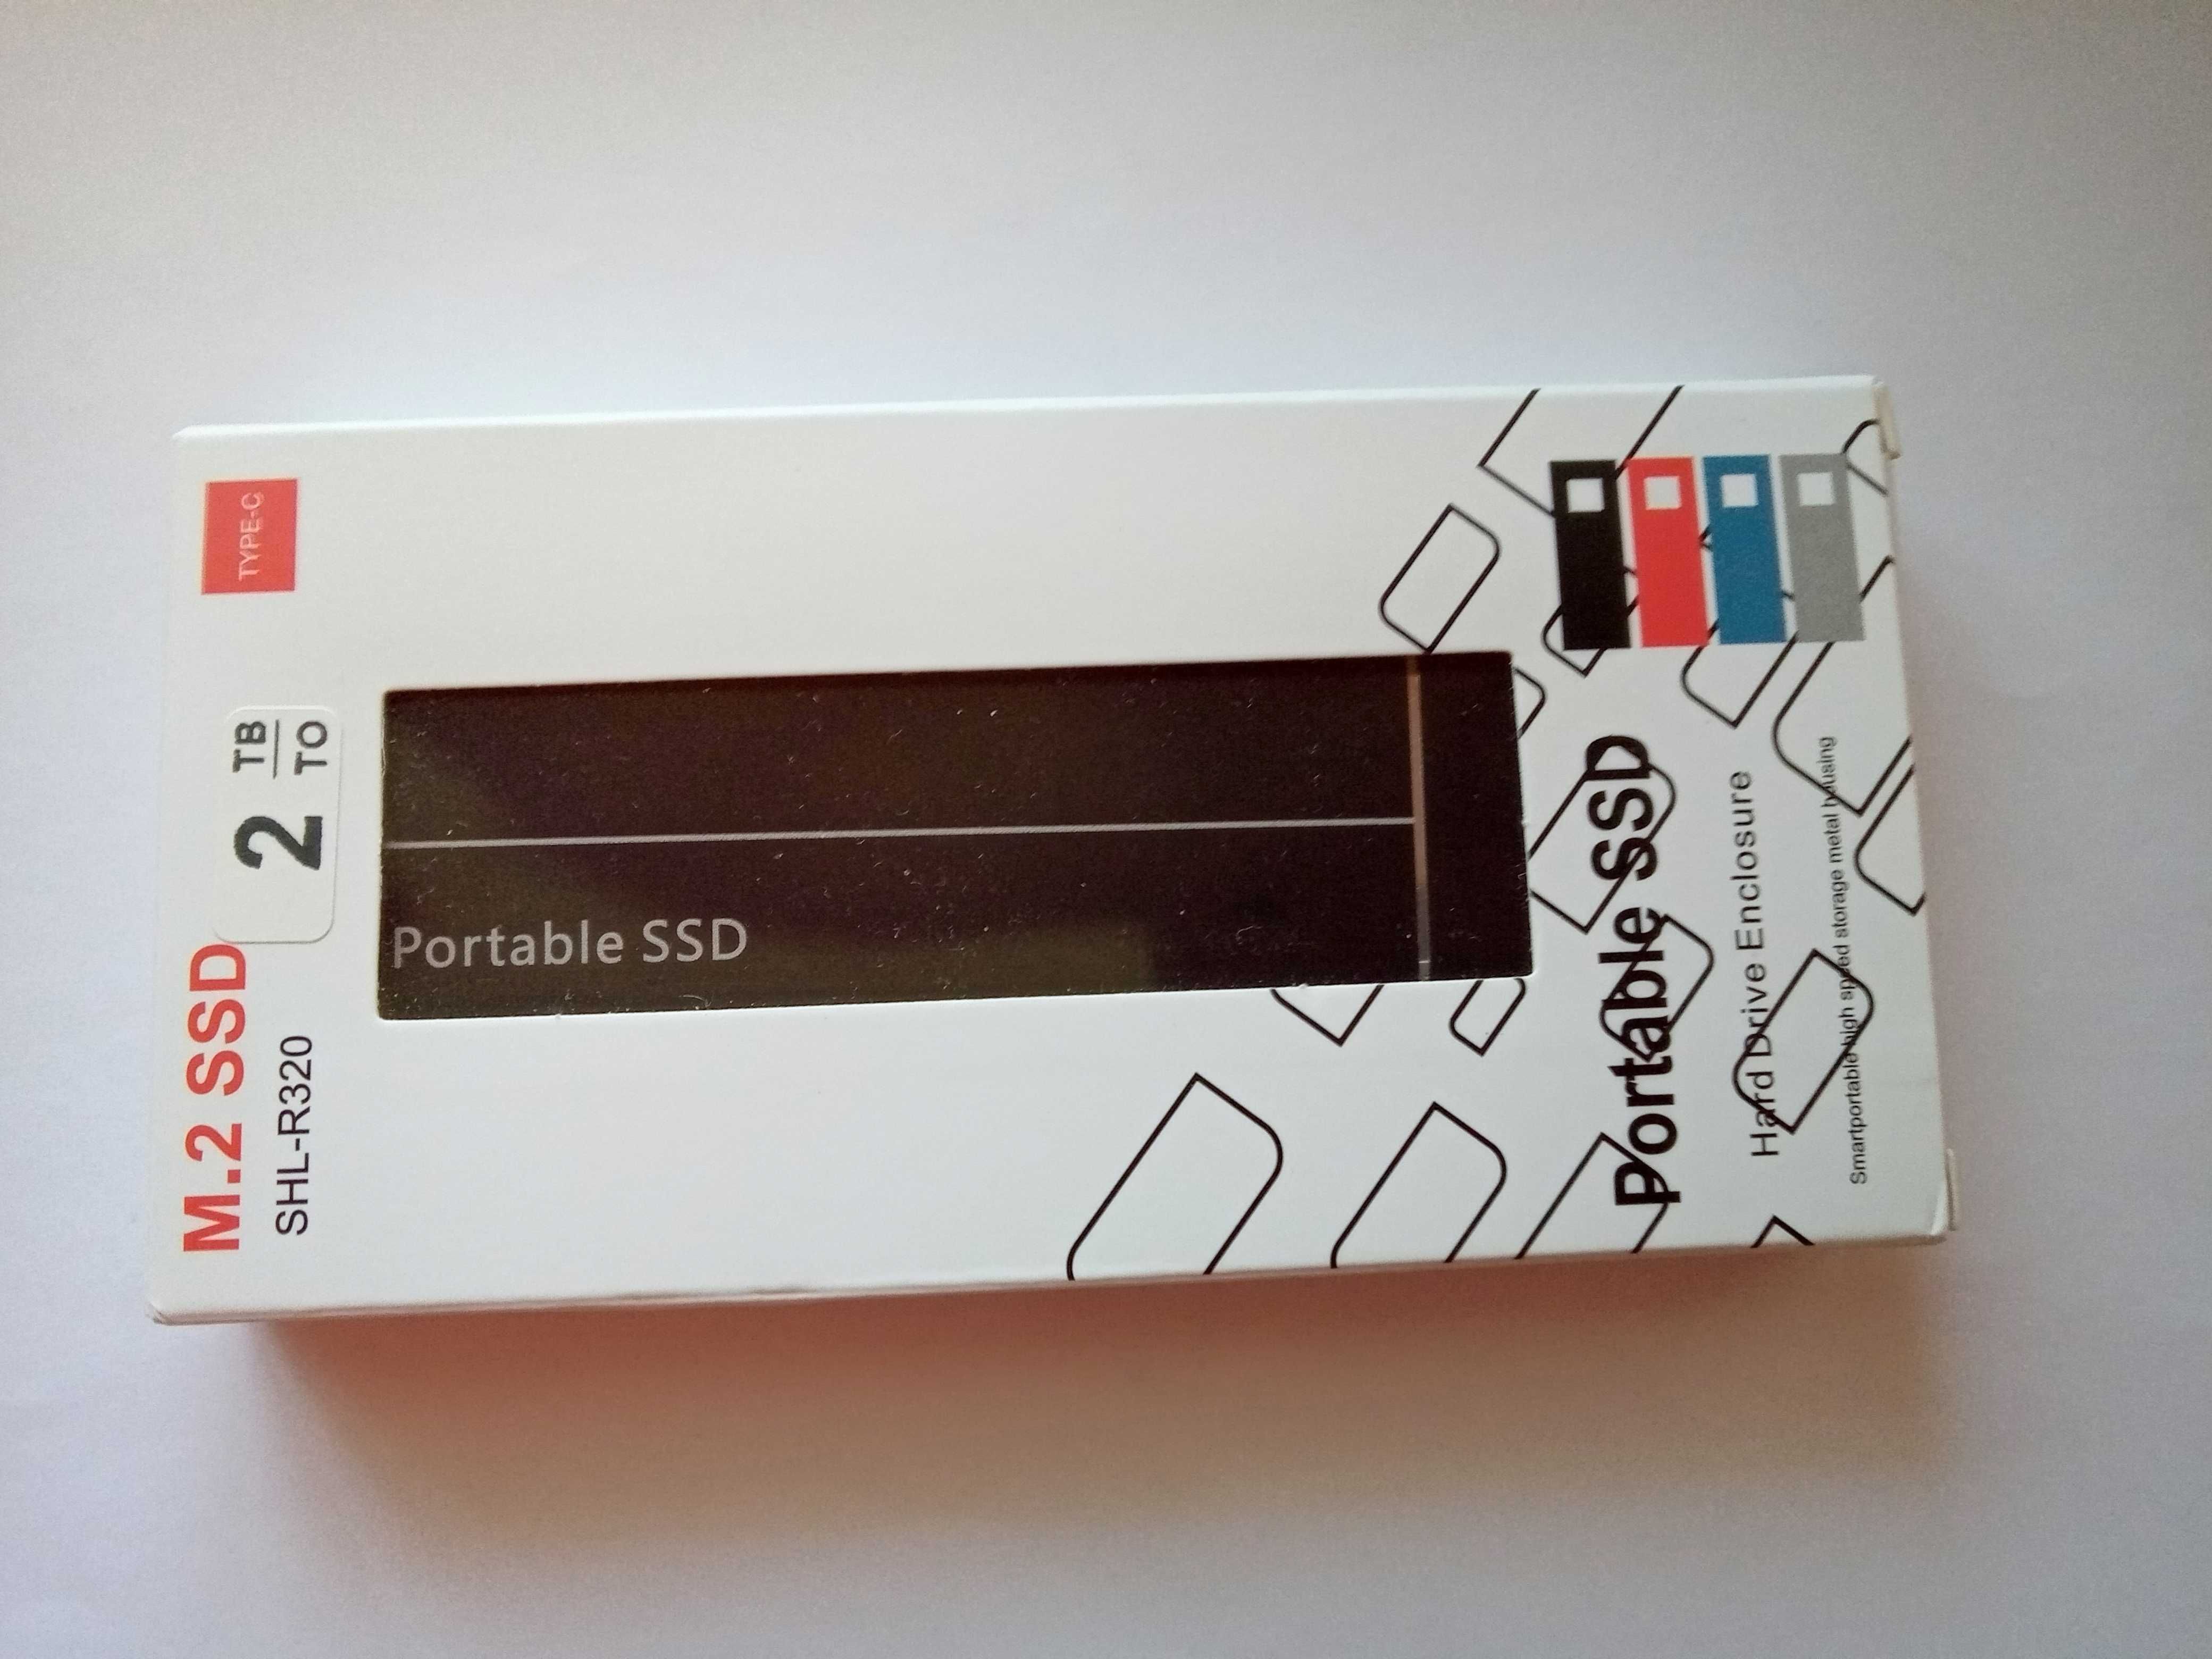 M.2 SSD
SHL-R320
2 TB
TO
TYPE-C
Portable SSD
Portable SSD
Hard Drive Enclosure
Smartportable high speed storage metal housing